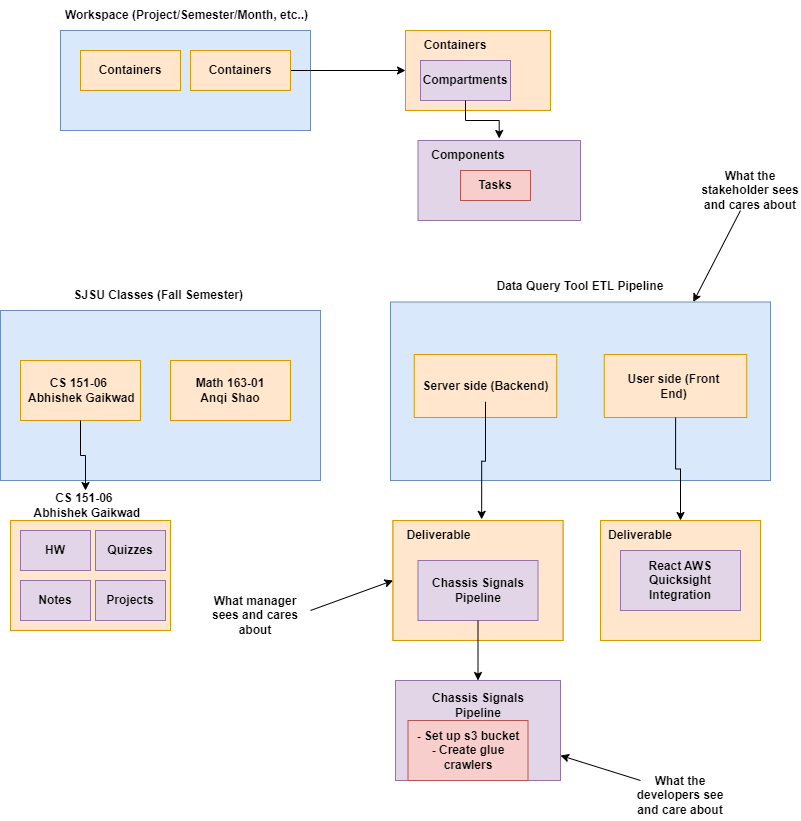 Workspace (Project/Semester/Month, etc..)
Containers
Containers
Containers
Compartments
Components
Tasks
What the
stakeholder sees
and cares about
SJSU Classes (Fall Semester)
CS 151-06
Abhishek Gaikwad
Math 163-01
Anqi Shao
CS 151-06
Abhishek Gaikwad
HW
Quizzes
Notes
Projects
Data Query Tool ETL Pipeline
Server side (Backend)
User side (Front
End)
Deliverable
Chassis Signals
Pipeline
Deliverable
React AWS
Quicksight
Integration
What manager
sees and cares
about
Chassis Signals
Pipeline
- Set up s3 bucket
- Create glue
crawlers
What the
developers see
and care about